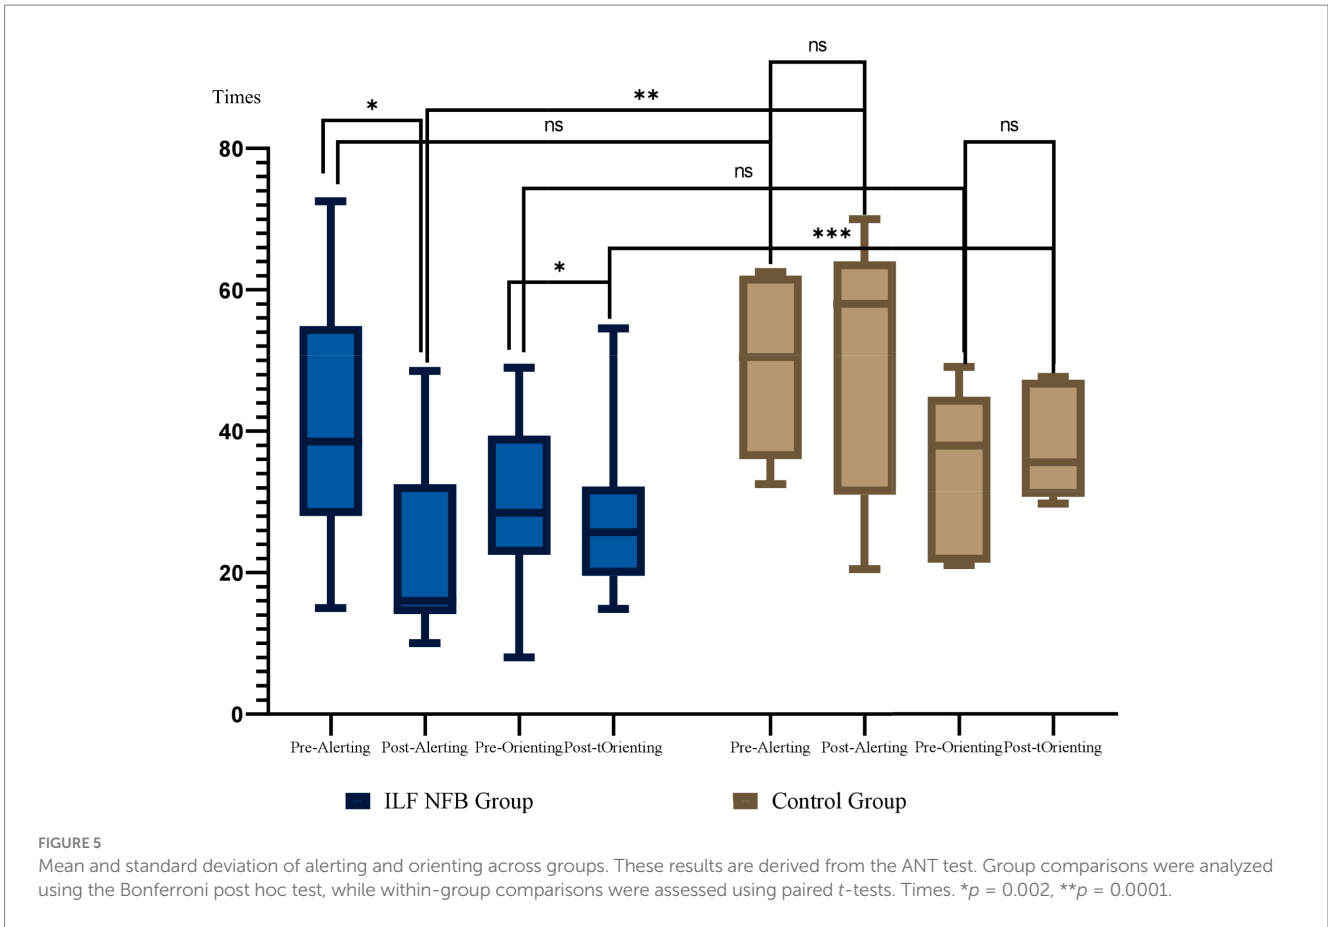 ns
Times
**
*
ns
ns
80
ns
***
*
60
40
20
0
Pre-Alerting Post-Alerting Pre-Orienting Post-tOrienting Pre-Alerting Post-Alerting Pre-Orienting Post-tOrienting
ILF NFB Group Control Group
FIGURE 5
Mean and standard deviation of alerting and orienting across groups. These results are derived from the ANT test. Group comparisons were analyzed
using the Bonferroni post hoc test, while within-group comparisons were assessed using paired t-tests. Times. *p = 0.002, **p = 0.0001.